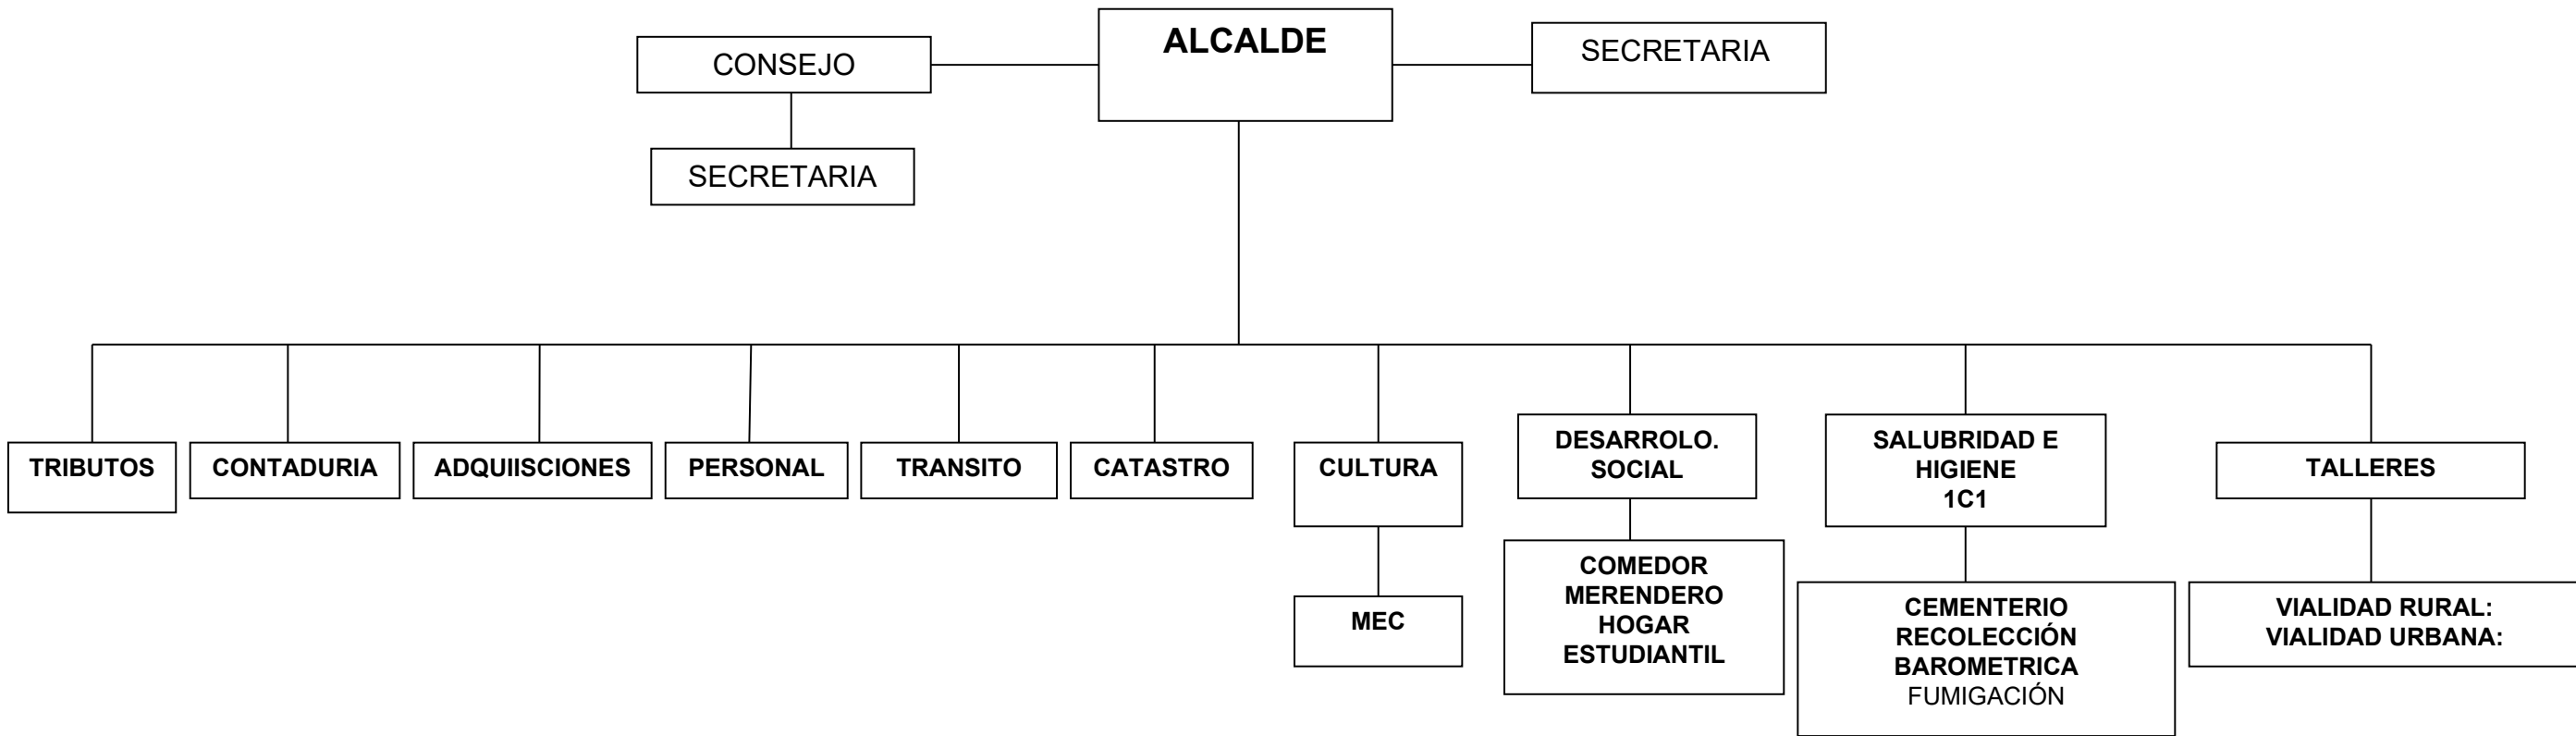 ALCALDE
CONSEJO
SECRETARIA
SECRETARIA
TRIBUTOS
CONTADURIA
ADQUIISCIONES
PERSONAL
TRANSITO
CATASTRO
CULTURA
DESARROLO.
SOCIAL
SALUBRIDAD E
HIGIENE
1C1
TALLERES
MEC
COMEDOR
MERENDERO
HOGAR
ESTUDIANTIL
CEMENTERIO
RECOLECCIÓN
BAROMETRICA
FUMIGACIÓN
VIALIDAD RURAL:
VIALIDAD URBANA: